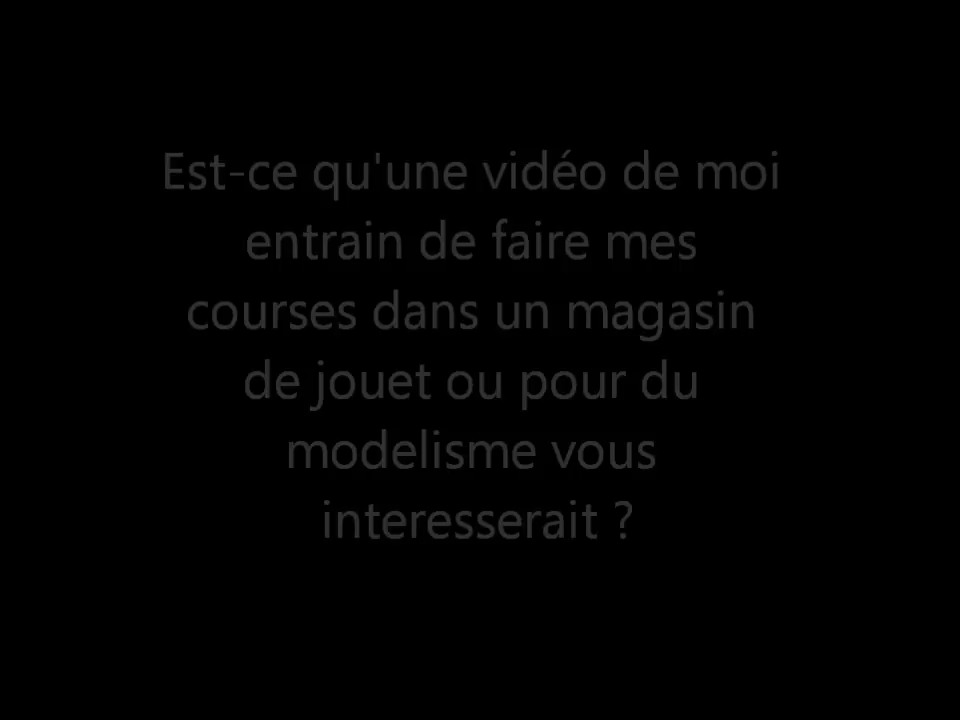 Est-ce qu'une vidéo de moi
entrain de faire mes
courses dans un magasin
de jouet ou pour du
modelisme vous
interesserait ?